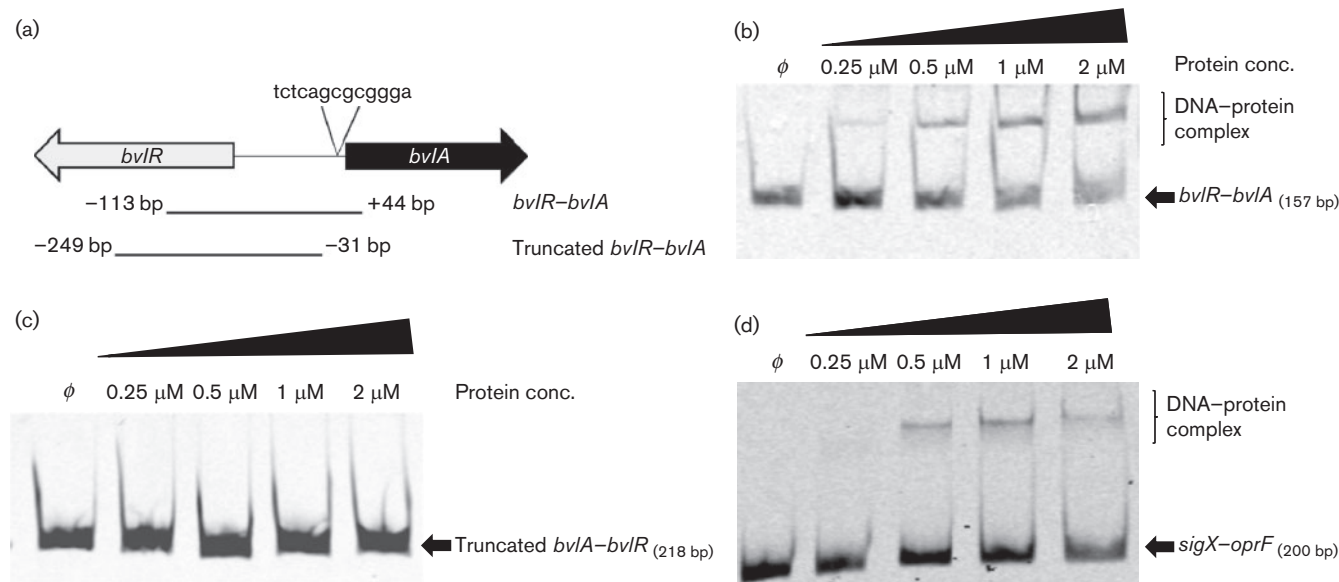 (a)
tctcagcgcggga
bvlR
bvlA
−113 bp
+44 bp
bvlR–bvlA
−249 bp
−31 bp
Truncated bvlR–bvlA
(b)
ϕ 0.25 μM 0.5 μM 1 μM 2 μM Protein conc.
DNA–protein
complex
bvlR–bvlA (157 bp)
(c)
ϕ 0.25 μM 0.5 μM 1 μM 2 μM Protein conc.
Truncated bvlA–bvlR (218 bp)
(d)
ϕ 0.25 μM 0.5 μM 1 μM 2 μM
DNA–protein
complex
sigX–oprF (200 bp)